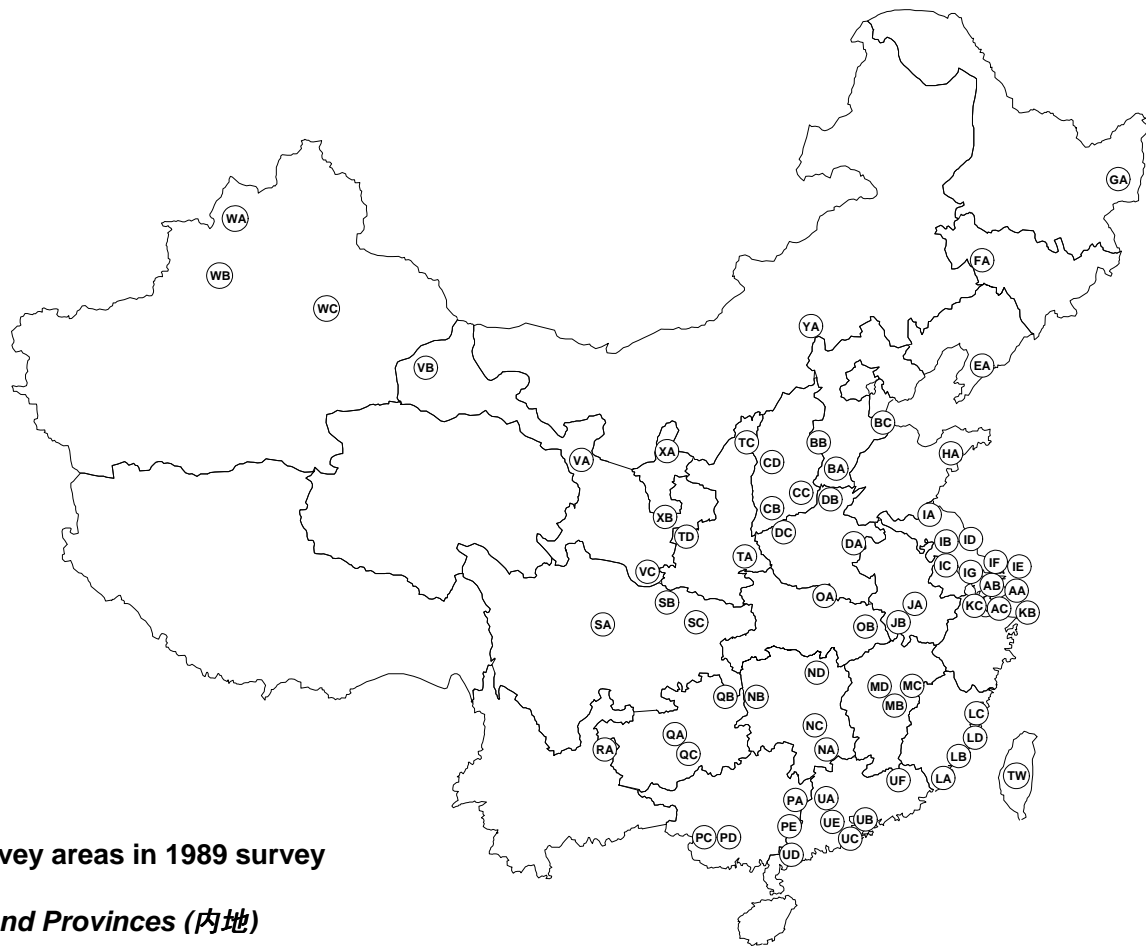 GA
WA
FA
WB
WC
YA
EA
VB
BC
TC
BB
XA
HA
VA
CD
BA
CC
DB
CB
IA
XB
DC
TD
IB
ID
DA
TA
IF
IC
IE
VC
IG
AB
AA
OA
SB
JA
KC
AC
KB
SA
SC
JB
OB
ND
MD
MC
QB
NB
MB
LC
NC
QA
LD
RA
NA
QC
LB
TW
LA
UF
PA
UA
UB
UE
PE
PC
PD
UC
UD
vey areas in 1989 survey
nd Provinces (内地)